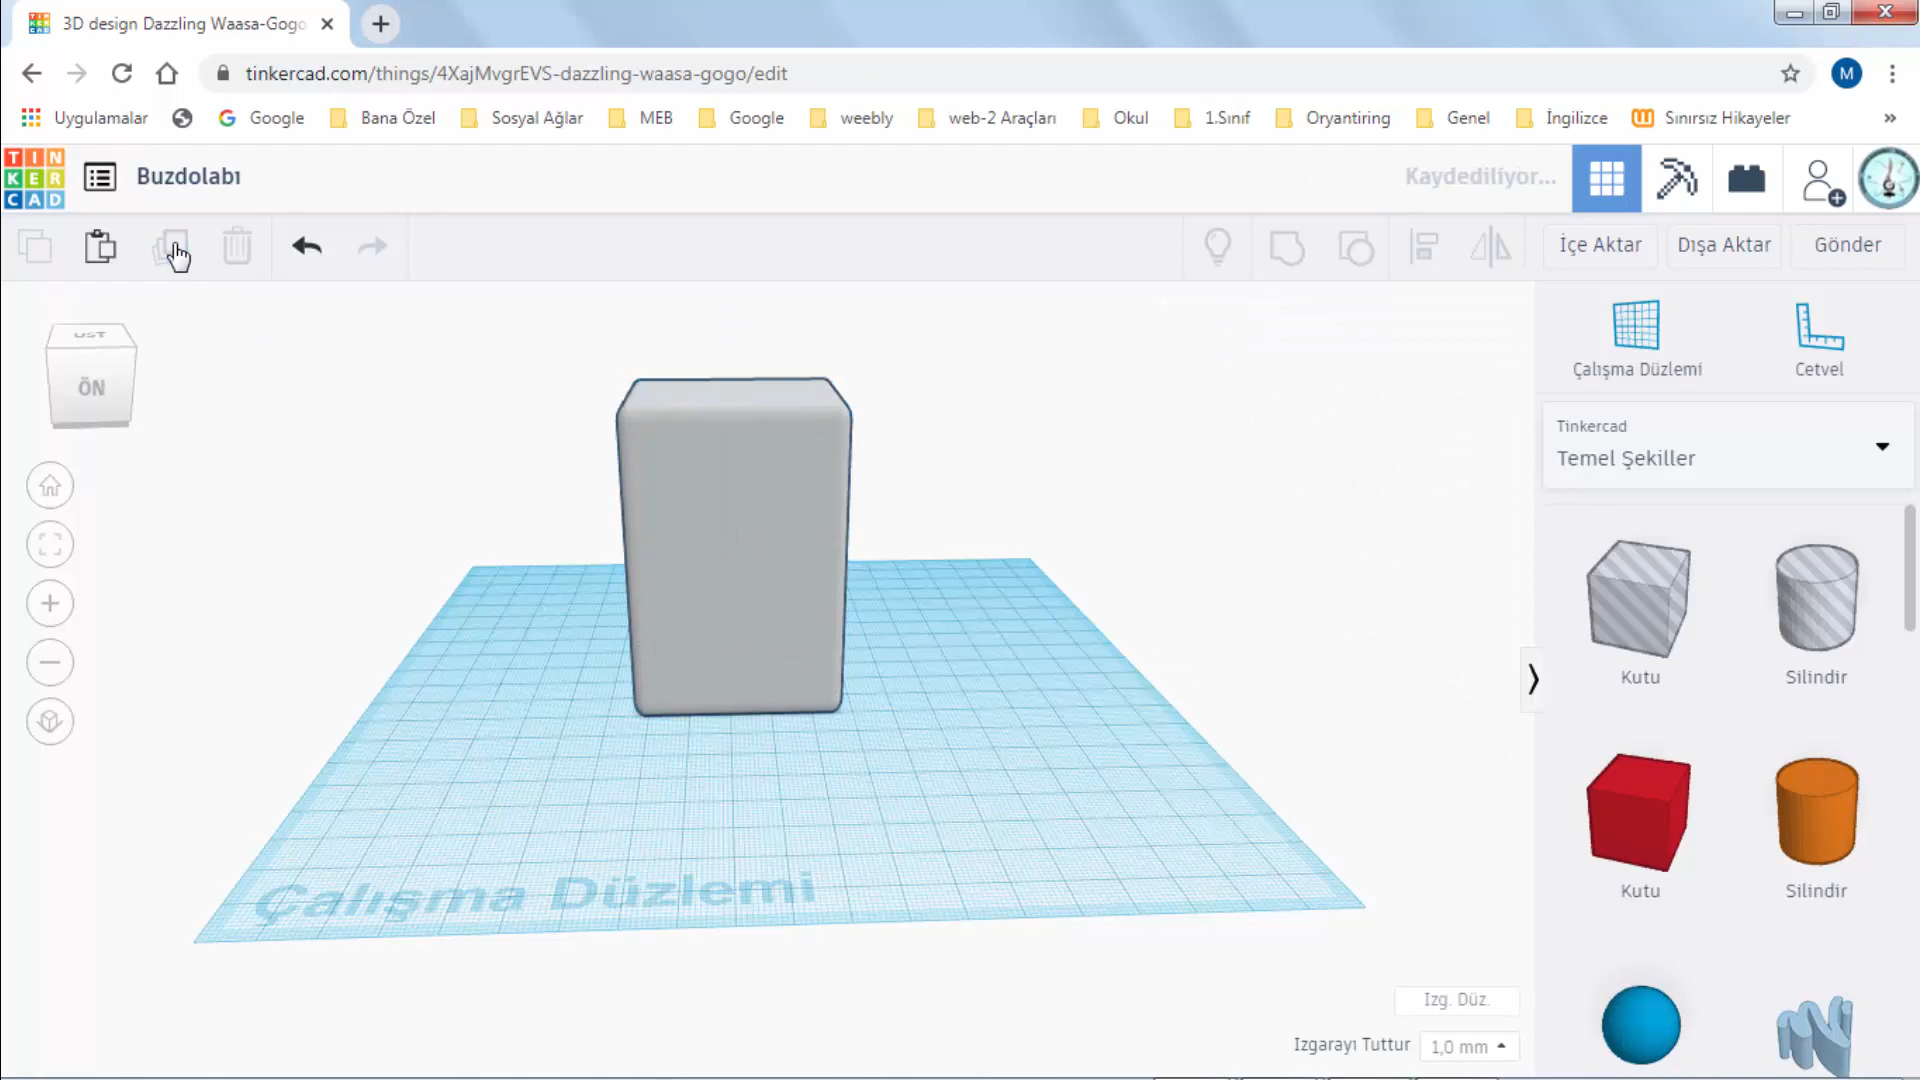 3D design Dazzling Waasa-Gogo
tinkercad.com/things/4XajMvgrEVS-dazzling-waasa-gogo/edit
M
Uygulamalar
Google
Bana Özel
Sosyal Ağlar
MEB
Google
weebly
web-2 Araçları
Okul
1.Sınıf
Oryantiring
Genel
İngilizce
Sınırsız Hikayeler
»
TIN
KER
CAD
Buzdolabı
Kaydediliyor...
İçe Aktar
Dışa Aktar
Gönder
ÜST
ÖN
Çalışma Düzlemi
Cetvel
Tinkercad
Temel Şekiller
Kutu
Silindir
Kutu
Silindir
Çalışma Düzlemi
Izg. Düz.
Izgarayı Tuttur
1,0 mm